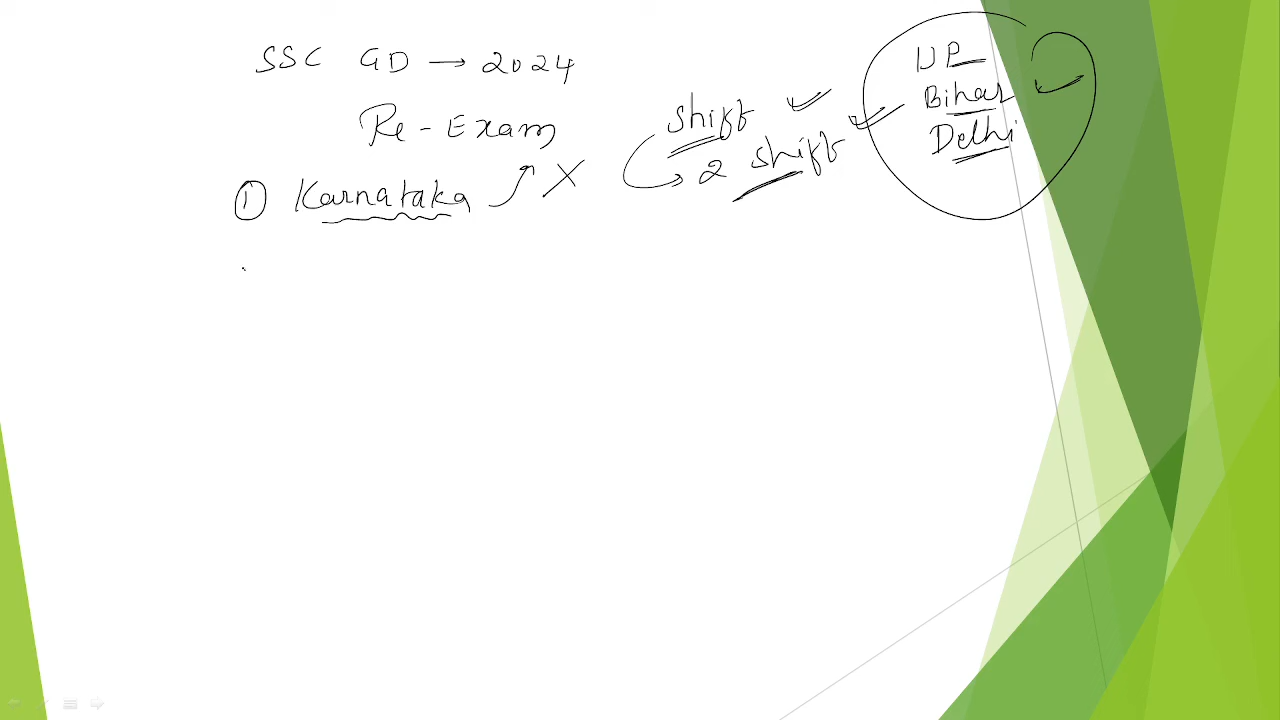 SSC GD → 2024
Re-Exam
① Karnataka
shift
2 shift
UP
Bihar
Delhi